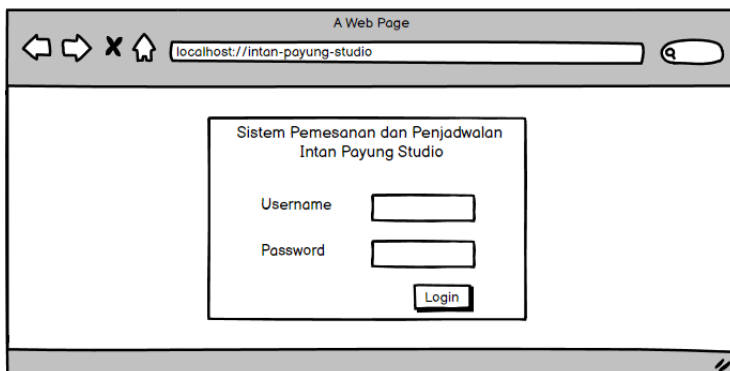 A Web Page
localhost://intan-payung-studio
Sistem Pemesanan dan Penjadwalan
Intan Payung Studio
Username
Password
Login